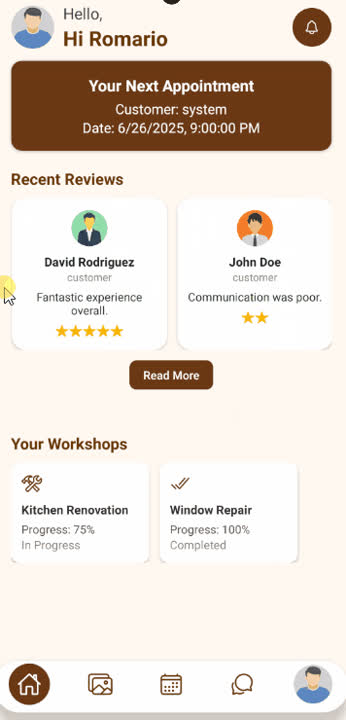 Hello,
Hi Romario
Your Next Appointment
Customer: system
Date: 6/26/2025, 9:00:00 PM
Recent Reviews
David Rodriguez
customer
Fantastic experience
overall.
John Doe
customer
Communication was poor.
Read More
Your Workshops
Kitchen Renovation
Progress: 75%
In Progress
Window Repair
Progress: 100%
Completed